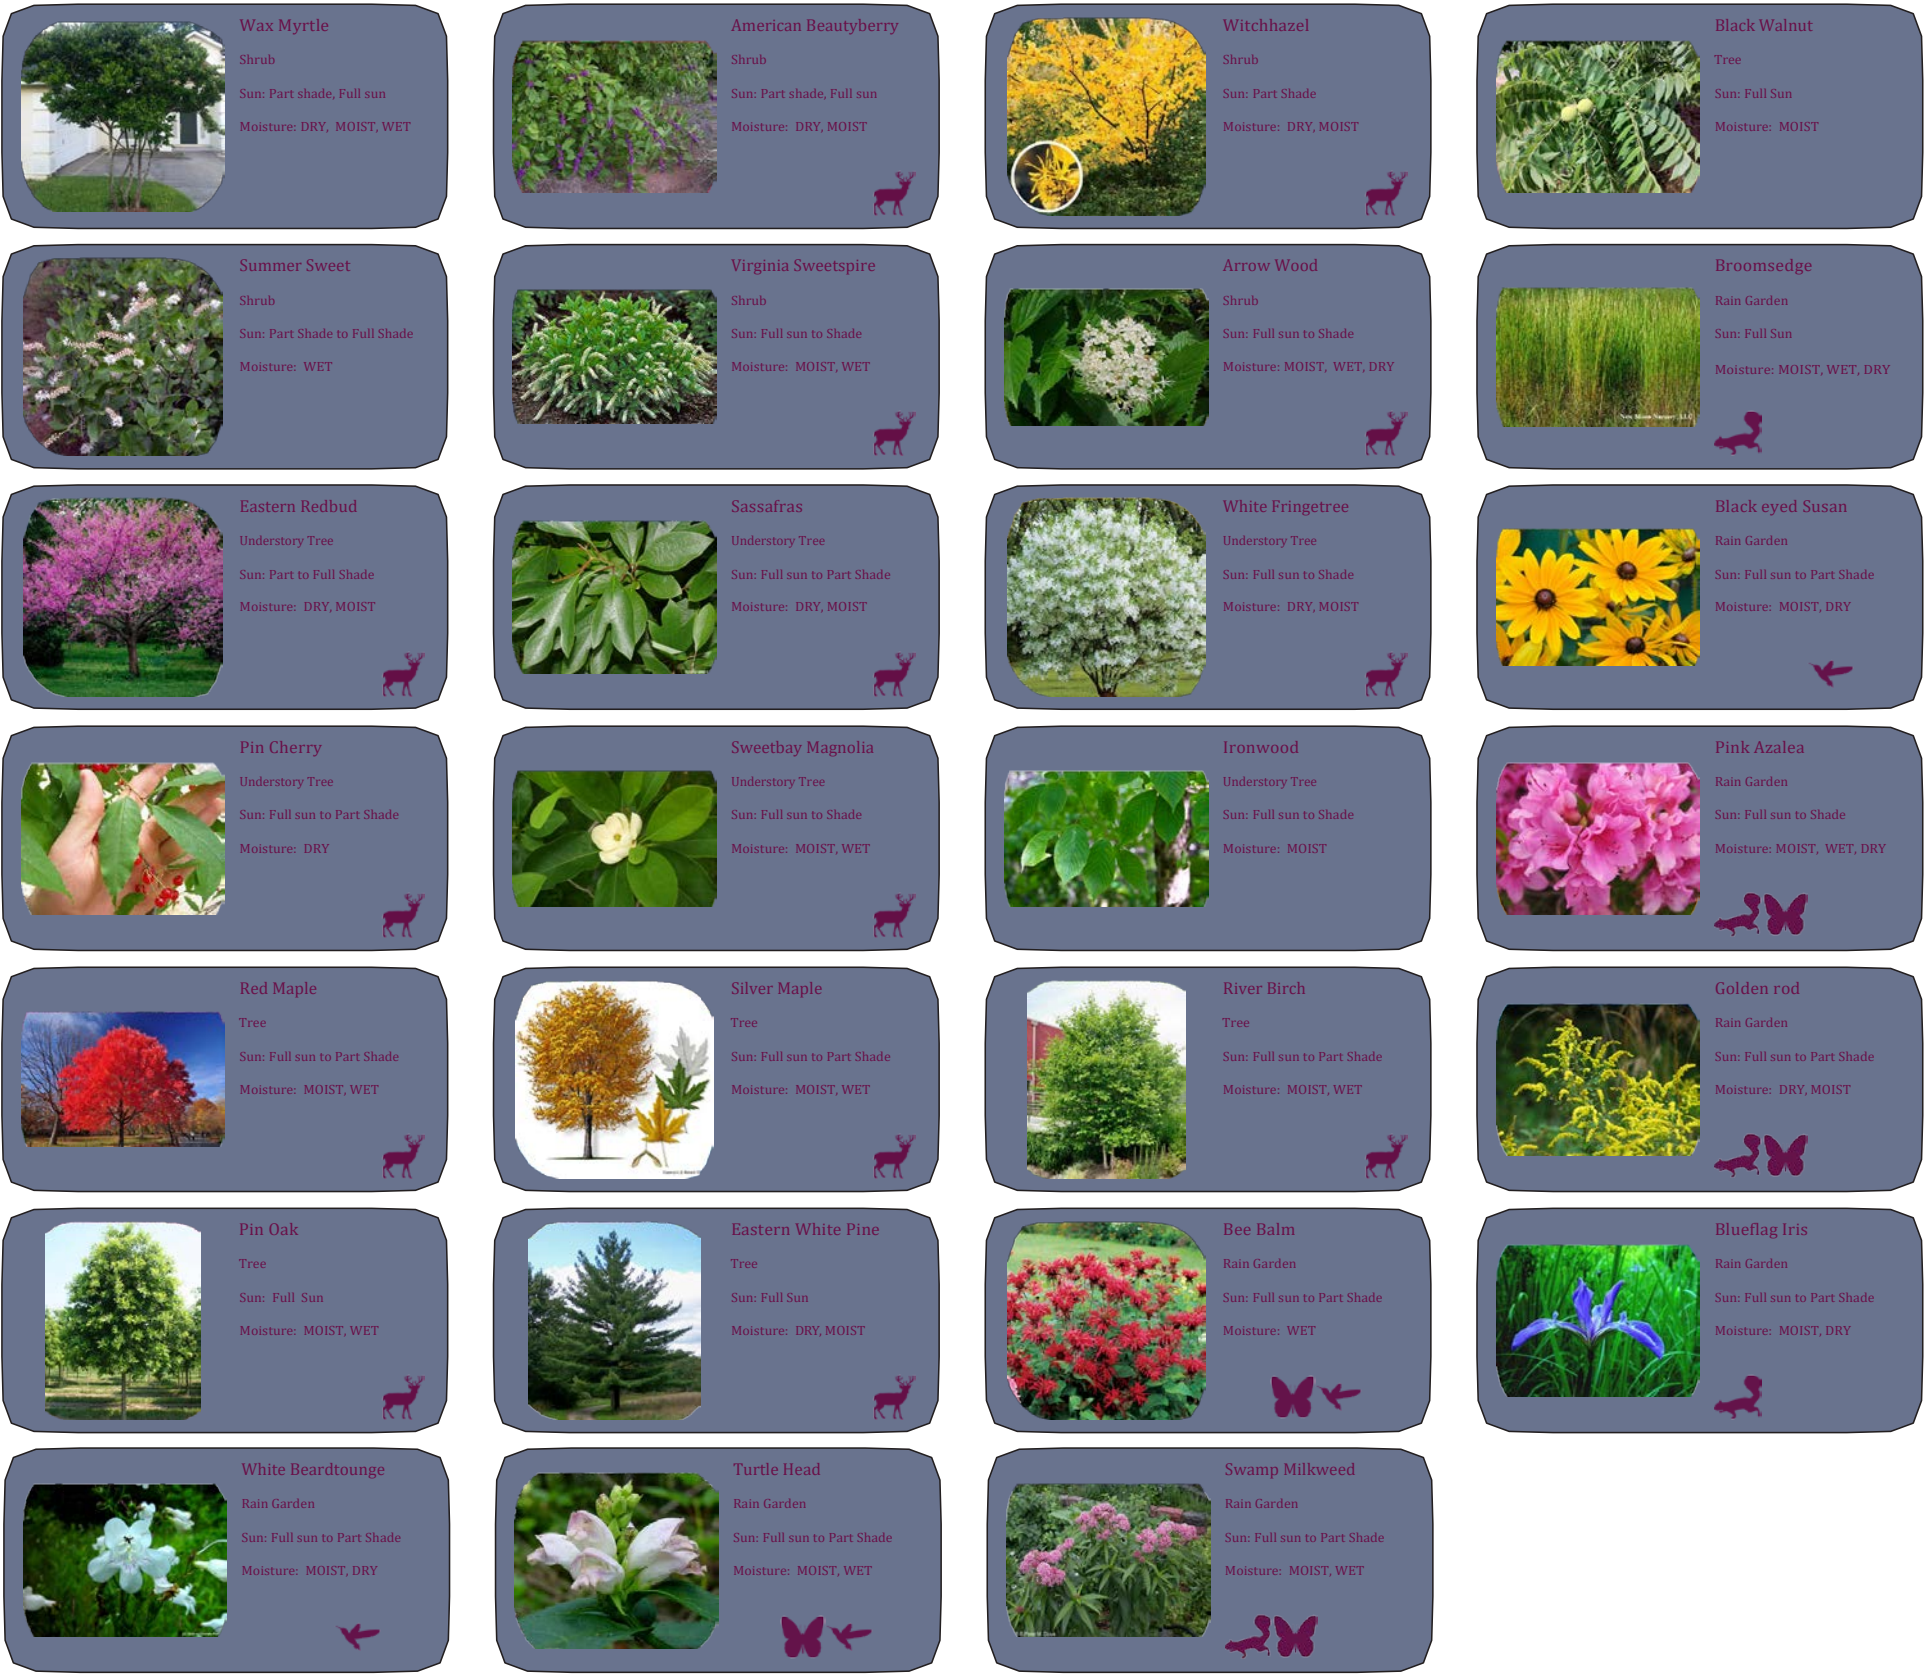 Wax Myrtle
Shrub
Sun: Part shade, Full sun
Moisture: DRY, MOIST, WET
American Beautyberry
Shrub
Sun: Part shade, Full sun
Moisture: DRY, MOIST
Witchhazel
Shrub
Sun: Part Shade
Moisture: DRY, MOIST
Black Walnut
Tree
Sun: Full Sun
Moisture: MOIST
Summer Sweet
Shrub
Sun: Part Shade to Full Shade
Moisture: WET
Virginia Sweetspire
Shrub
Sun: Full sun to Shade
Moisture: MOIST, WET
Arrow Wood
Shrub
Sun: Full sun to Shade
Moisture: MOIST, WET, DRY
Broomsedge
Rain Garden
Sun: Full Sun
Moisture: MOIST, WET, DRY
New Moon Nursery, LLC
Eastern Redbud
Understory Tree
Sun: Part to Full Shade
Moisture: DRY, MOIST
Sassafras
Understory Tree
Sun: Full sun to Part Shade
Moisture: DRY, MOIST
White Fringetree
Understory Tree
Sun: Full sun to Shade
Moisture: DRY, MOIST
Black eyed Susan
Rain Garden
Sun: Full sun to Part Shade
Moisture: MOIST, DRY
Pin Cherry
Understory Tree
Sun: Full sun to Part Shade
Moisture: DRY
Sweetbay Magnolia
Understory Tree
Sun: Full sun to Shade
Moisture: MOIST, WET
Ironwood
Understory Tree
Sun: Full sun to Shade
Moisture: MOIST
Pink Azalea
Rain Garden
Sun: Full sun to Shade
Moisture: MOIST, WET, DRY
Red Maple
Tree
Sun: Full sun to Part Shade
Moisture: MOIST, WET
Silver Maple
Tree
Sun: Full sun to Part Shade
Moisture: MOIST, WET
River Birch
Tree
Sun: Full sun to Part Shade
Moisture: MOIST, WET
Golden rod
Rain Garden
Sun: Full sun to Part Shade
Moisture: DRY, MOIST
Pin Oak
Tree
Sun: Full Sun
Moisture: MOIST, WET
Eastern White Pine
Tree
Sun: Full Sun
Moisture: DRY, MOIST
Bee Balm
Rain Garden
Sun: Full sun to Part Shade
Moisture: WET
Blueflag Iris
Rain Garden
Sun: Full sun to Part Shade
Moisture: MOIST, DRY
White Beardtounge
Rain Garden
Sun: Full sun to Part Shade
Moisture: MOIST, DRY
Turtle Head
Rain Garden
Sun: Full sun to Part Shade
Moisture: MOIST, WET
Swamp Milkweed
Rain Garden
Sun: Full sun to Part Shade
Moisture: MOIST, WET